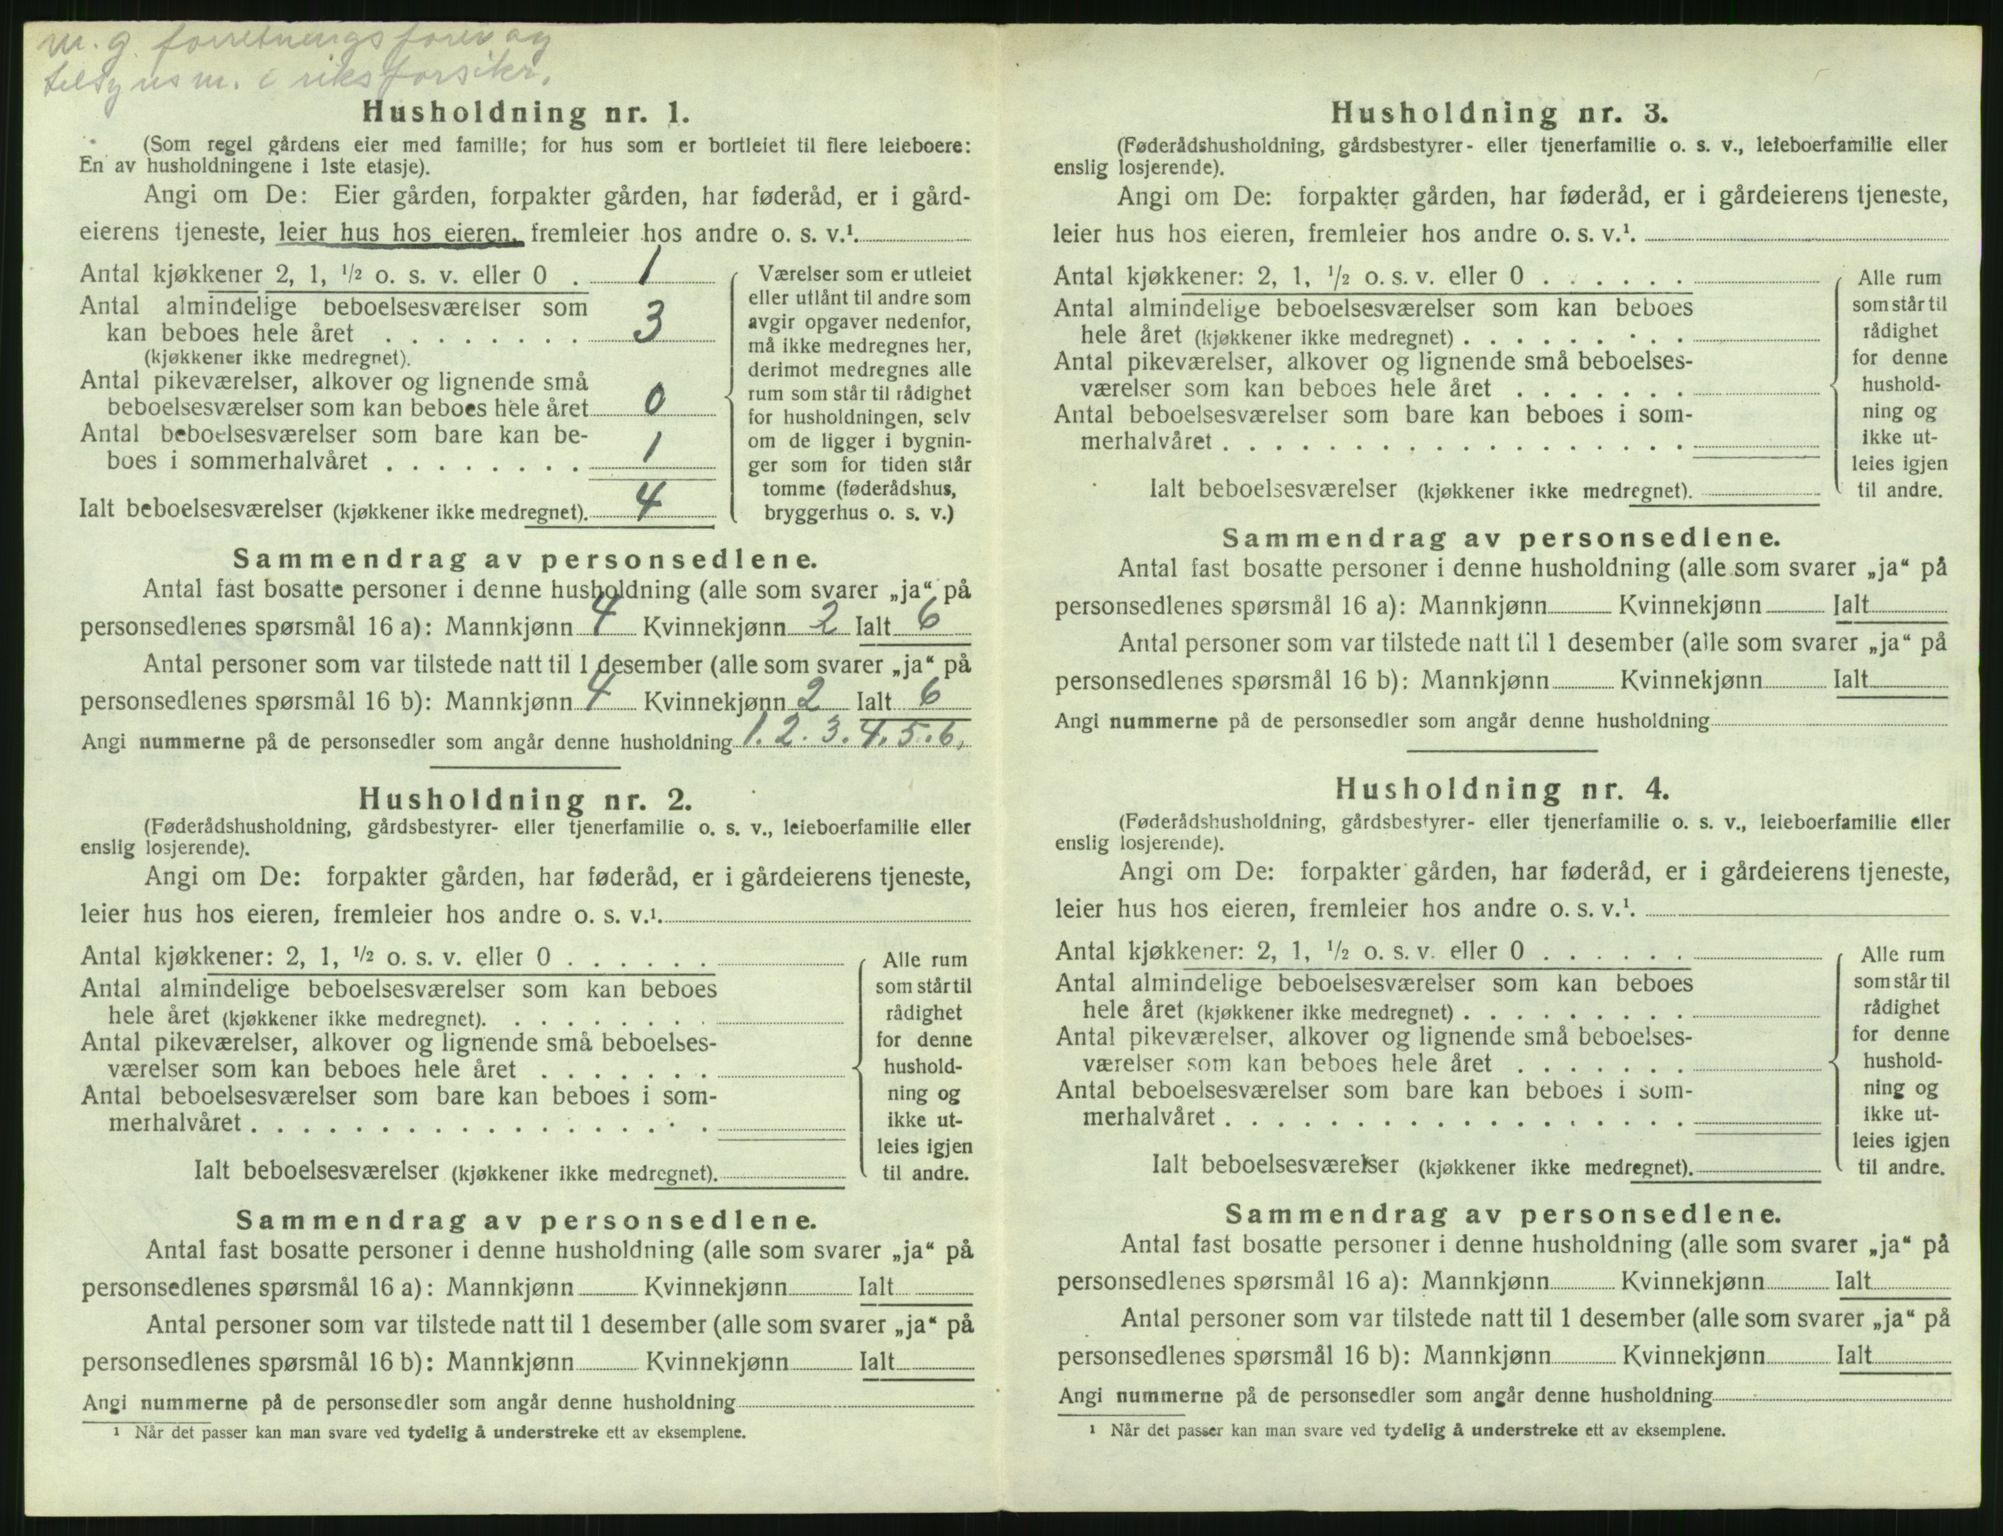 m. g. forretningsfører og
tilsynsm. i riksforsikr.
Husholdning nr. 1.
(Som regel gårdens eier med familie; for hus som er bortleiet til flere leieboere:
En av husholdningene i 1ste etasje).
Angi om De: Eier gården, forpakter gården, har føderåd, er i gård-
eierens tjeneste, leier hus hos eieren, fremleier hos andre o. s. v.¹.
Antal kjøkkener 2, 1, ½ o. s. v. eller 0 . 1
Antal almindelige beboelsesværelser som
kan beboes hele året . . . . . . . . 3
(kjøkkener ikke medregnet).
Antal pikeværelser, alkover og lignende små
beboelsesværelser som kan beboes hele året 0
Antal beboelsesværelser som bare kan be-
boes i sommerhalvåret . . . . . . . . 1
Ialt beboelsesværelser (kjøkkener ikke medregnet). 4
Værelser som er utleiet
eller utlånt til andre som
avgir opgaver nedenfor,
må ikke medregnes her,
derimot medregnes alle
rum som står til rådighet
for husholdningen, selv
om de ligger i bygnin-
ger som for tiden står
tomme (føderådshus,
bryggerhus o. s. v.)
Sammendrag av personsedlene.
Antal fast bosatte personer i denne husholdning (alle som svarer „ja“ på
personsedlenes spørsmål 16 a): Mannkjønn 4 Kvinnekjønn 2 Ialt 6
Antal personer som var tilstede natt til 1 desember (alle som svarer „ja“ på
personsedlenes spørsmål 16 b): Mannkjønn 4 Kvinnekjønn 2 Ialt 6
Angi nummerne på de personsedler som angår denne husholdning 1. 2. 3. 4. 5. 6.
Husholdning nr. 2.
(Føderådshusholdning, gårdsbestyrer- eller tjenerfamilie o. s. v., leieboerfamilie eller
enslig losjerende).
Angi om De: forpakter gården, har føderåd, er i gårdeierens tjeneste,
leier hus hos eieren, fremleier hos andre o. s. v.¹.
Antal kjøkkener: 2, 1, ½ o. s. v. eller 0 . . . . . .
Antal almindelige beboelsesværelser som kan beboes
hele året (kjøkkener ikke medregnet). . . . . . . . .
Antal pikeværelser, alkover og lignende små beboelses-
værelser som kan beboes hele året . . . . . . .
Antal beboelsesværelser som bare kan beboes i som-
merhalvåret . . . . . . . . . . . . . . . . . .
Ialt beboelsesværelser (kjøkkener ikke medregnet).
Alle rum
som står til
rådighet
for denne
hushold-
ning og
ikke ut-
leies igjen
til andre.
Sammendrag av personsedlene.
Antal fast bosatte personer i denne husholdning (alle som svarer „ja“ på
personsedlenes spørsmål 16 a): Mannkjønn Kvinnekjønn Ialt
Antal personer som var tilstede natt til 1 desember (alle som svarer „ja“ på
personsedlenes spørsmål 16 b): Mannkjønn Kvinnekjønn Ialt
Angi nummerne på de personsedler som angår denne husholdning
¹ Når det passer kan man svare ved tydelig å understreke ett av eksemplene.
Husholdning nr. 3.
(Føderådshusholdning, gårdsbestyrer- eller tjenerfamilie o. s. v., leieboerfamilie eller
enslig losjerende).
Angi om De: forpakter gården, har føderåd, er i gårdeierens tjeneste,
leier hus hos eieren, fremleier hos andre o. s. v.¹.
Antal kjøkkener: 2, 1, ½ o. s. v. eller 0 . . . . . .
Antal almindelige beboelsesværelser som kan beboes
hele året (kjøkkener ikke medregnet) . . . . . . . . .
Antal pikeværelser, alkover og lignende små beboelses-
værelser som kan beboes hele året . . . . . . .
Antal beboelsesværelser som bare kan beboes i som-
merhalvåret . . . . . . . . . . . . . . . . . .
Ialt beboelsesværelser (kjøkkener ikke medregnet).
Alle rum
som står til
rådighet
for denne
hushold-
ning og
ikke ut-
leies igjen
til andre.
Sammendrag av personsedlene.
Antal fast bosatte personer i denne husholdning (alle som svarer „ja“ på
personsedlenes spørsmål 16 a): Mannkjønn Kvinnekjønn Ialt
Antal personer som var tilstede natt til 1 desember (alle som svarer „ja“ på
personsedlenes spørsmål 16 b): Mannkjønn Kvinnekjønn Ialt
Angi nummerne på de personsedler som angår denne husholdning
Husholdning nr. 4.
(Føderådshusholdning, gårdsbestyrer- eller tjenerfamilie o. s. v., leieboerfamilie eller
enslig losjerende).
Angi om De: forpakter gården, har føderåd, er i gårdeierens tjeneste,
leier hus hos eieren, fremleier hos andre o. s. v.¹.
Antal kjøkkener: 2, 1, ½ o. s. v. eller 0 . . . . . .
Antal almindelige beboelsesværelser som kan beboes
hele året (kjøkkener ikke medregnet) . . . . . . . . .
Antal pikeværelser, alkover og lignende små beboelses-
værelser som kan beboes hele året . . . . . . .
Antal beboelsesværelser som bare kan beboes i som-
merhalvåret . . . . . . . . . . . . . . . . . .
Ialt beboelsesværelser (kjøkkener ikke medregnet).
Alle rum
som står til
rådighet
for denne
hushold-
ning og
ikke ut-
leies igjen
til andre.
Sammendrag av personsedlene.
Antal fast bosatte personer i denne husholdning (alle som svarer „ja“ på
personsedlenes spørsmål 16 a): Mannkjønn Kvinnekjønn Ialt
Antal personer som var tilstede natt til 1 desember (alle som svarer „ja“ på
personsedlenes spørsmål 16 b): Mannkjønn Kvinnekjønn Ialt
Angi nummerne på de personsedler som angår denne husholdning
¹ Når det passer kan man svare ved tydelig å understreke ett av eksemplene.